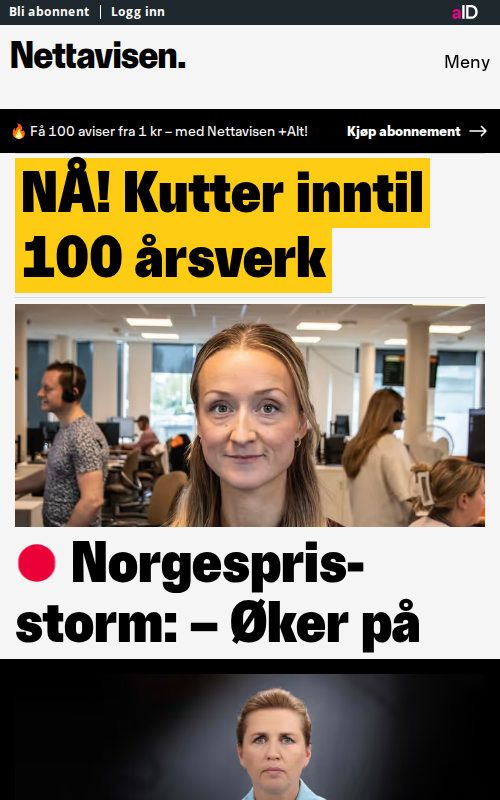 Bli abonnent | Logg inn
aID
Nettavisen.
Meny
🔥 Få 100 aviser fra 1 kr – med Nettavisen +Alt!
Kjøp abonnement →
NÅ! Kutter inntil
100 årsverk
Norgespris-
storm: – Øker på